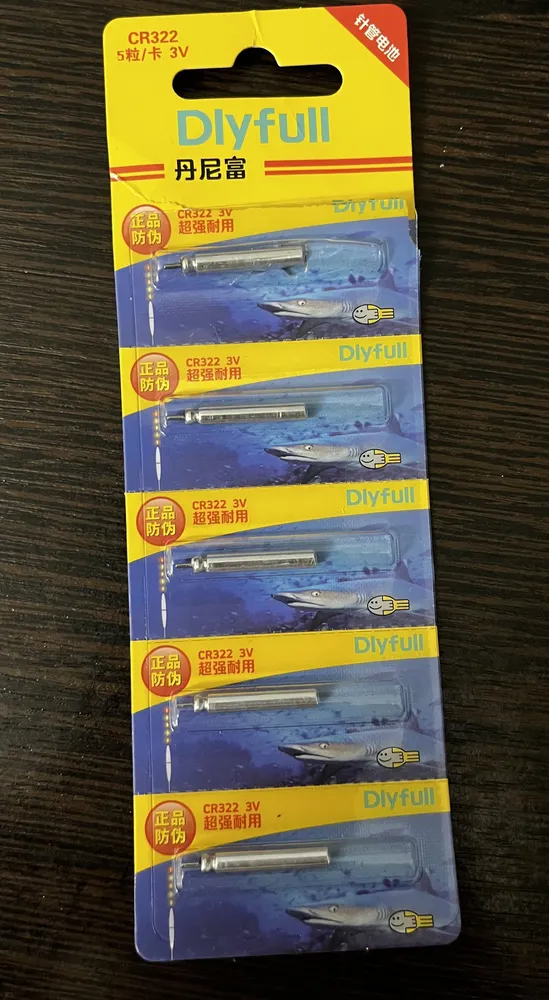 CR322
5粒/卡 3V
针管电池
Dlyfull
丹尼富
Dlyfull
正品
防伪
CR322 3V
超强耐用
Dlyfull
正品
防伪
CR322 3V
超强耐用
Dlyfull
正品
防伪
CR322 3V
超强耐用
Dlyfull
正品
防伪
CR322 3V
超强耐用
Dlyfull
正品
防伪
CR322 3V
超强耐用